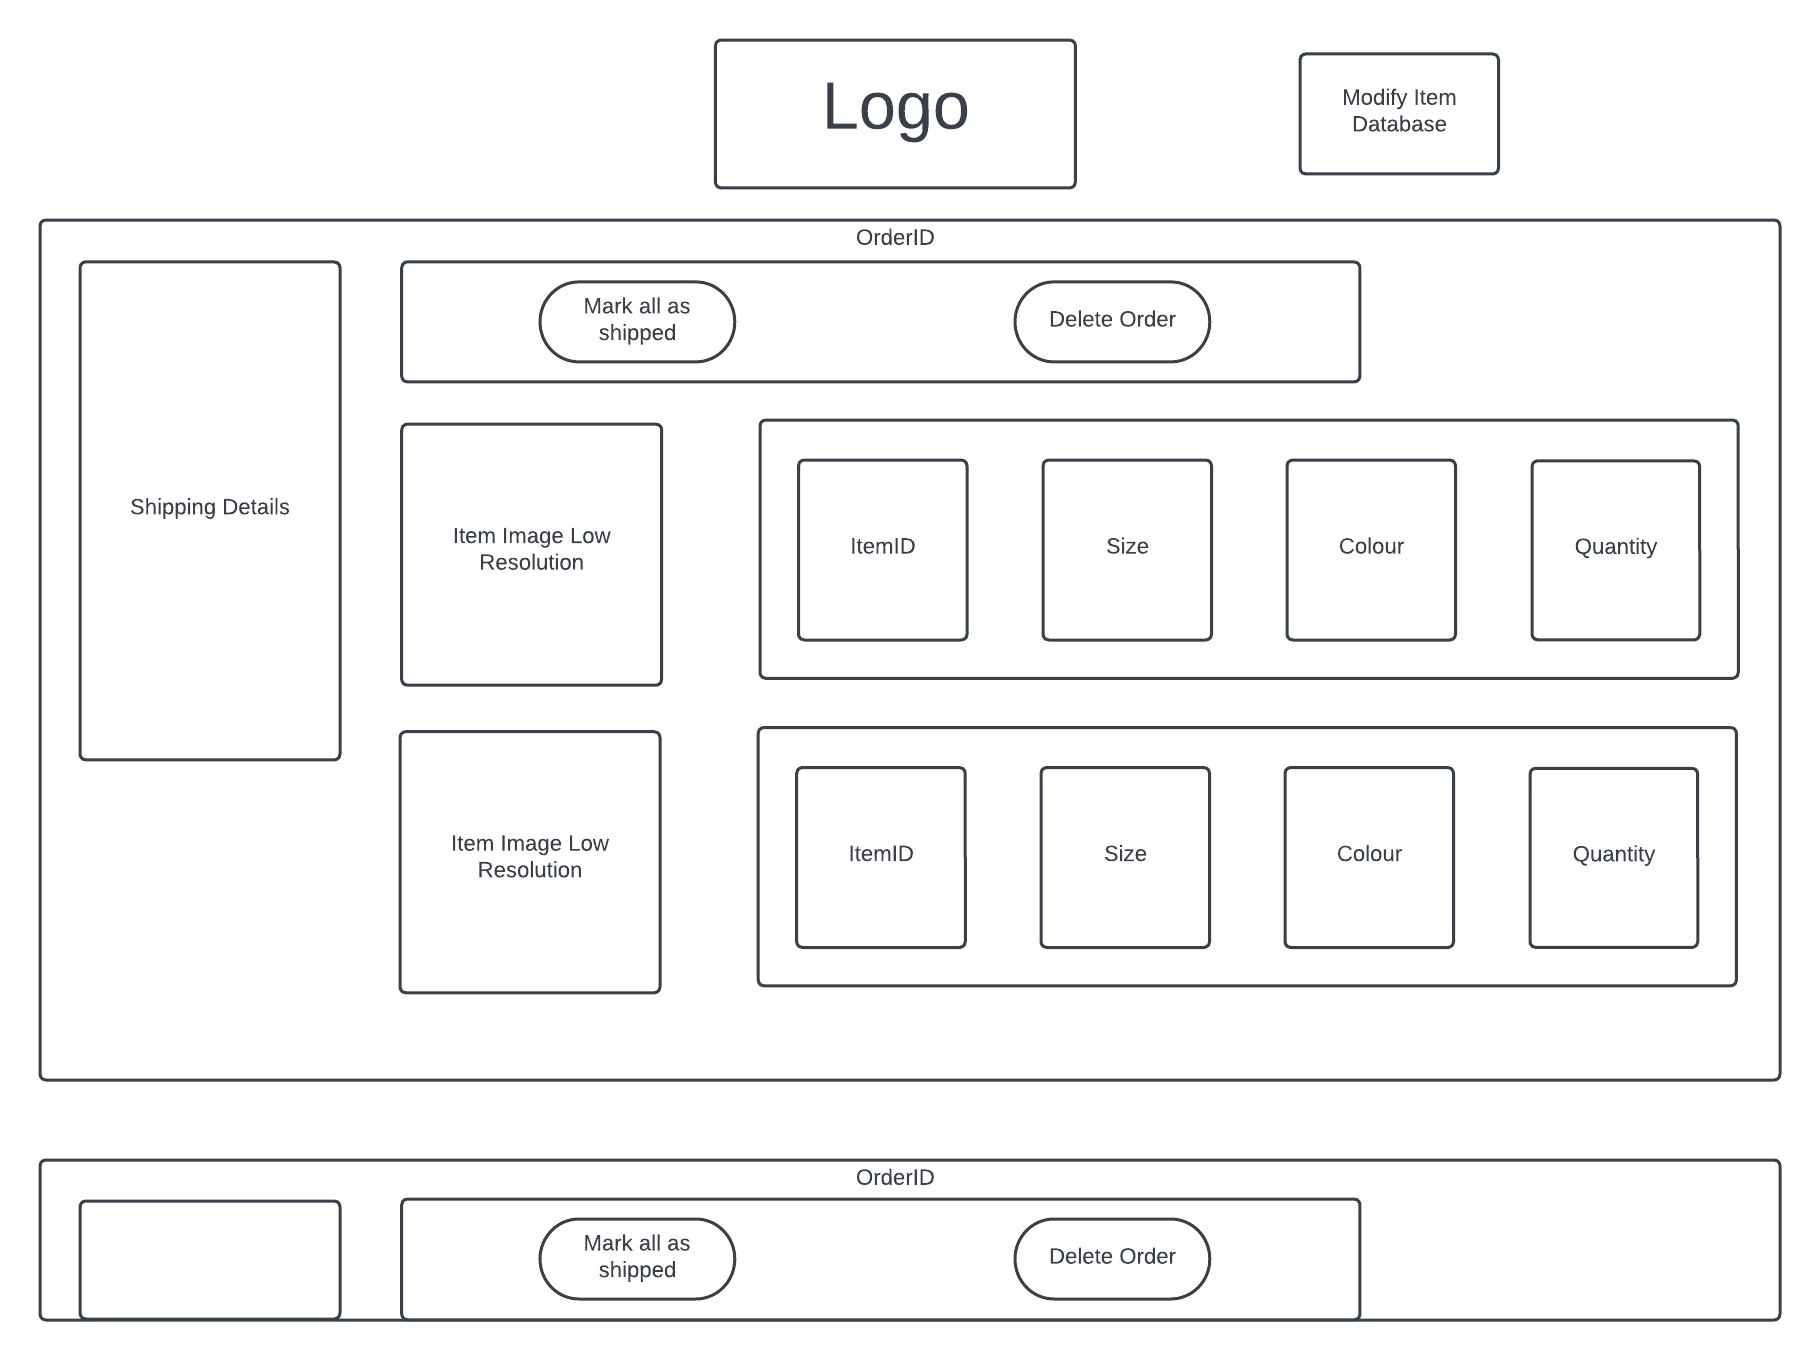 Logo
Modify Item
Database
OrderID
Mark all as
shipped
Delete Order
Shipping Details
Item Image Low
Resolution
ItemID
Size
Colour
Quantity
Item Image Low
Resolution
ItemID
Size
Colour
Quantity
OrderID
Mark all as
shipped
Delete Order